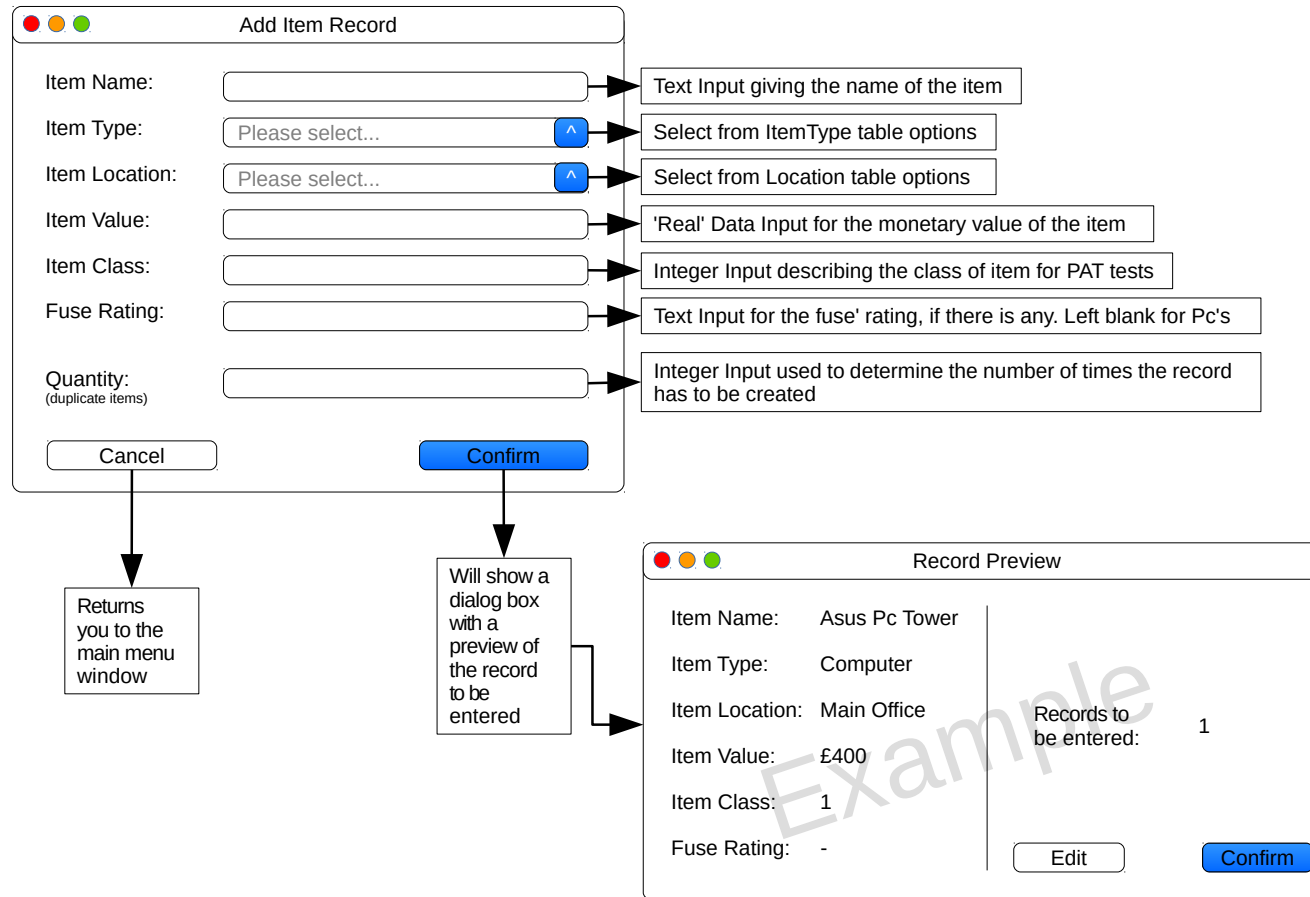 Add Item Record
Item Name:
Text Input giving the name of the item
Item Type:
Please select...
^
Select from ItemType table options
Item Location:
Please select...
^
Select from Location table options
Item Value:
'Real' Data Input for the monetary value of the item
Item Class:
Integer Input describing the class of item for PAT tests
Fuse Rating:
Text Input for the fuse' rating, if there is any. Left blank for Pc's
Quantity:
(duplicate items)
Integer Input used to determine the number of times the record
has to be created
Cancel
Confirm
Returns
you to the
main menu
window
Will show a
dialog box
with a
preview of
the record
to be
entered
Record Preview
Item Name: Asus Pc Tower
Item Type: Computer
Item Location: Main Office
Item Value: £400
Item Class: 1
Fuse Rating: -
Example
Records to
be entered:
1
Edit
Confirm